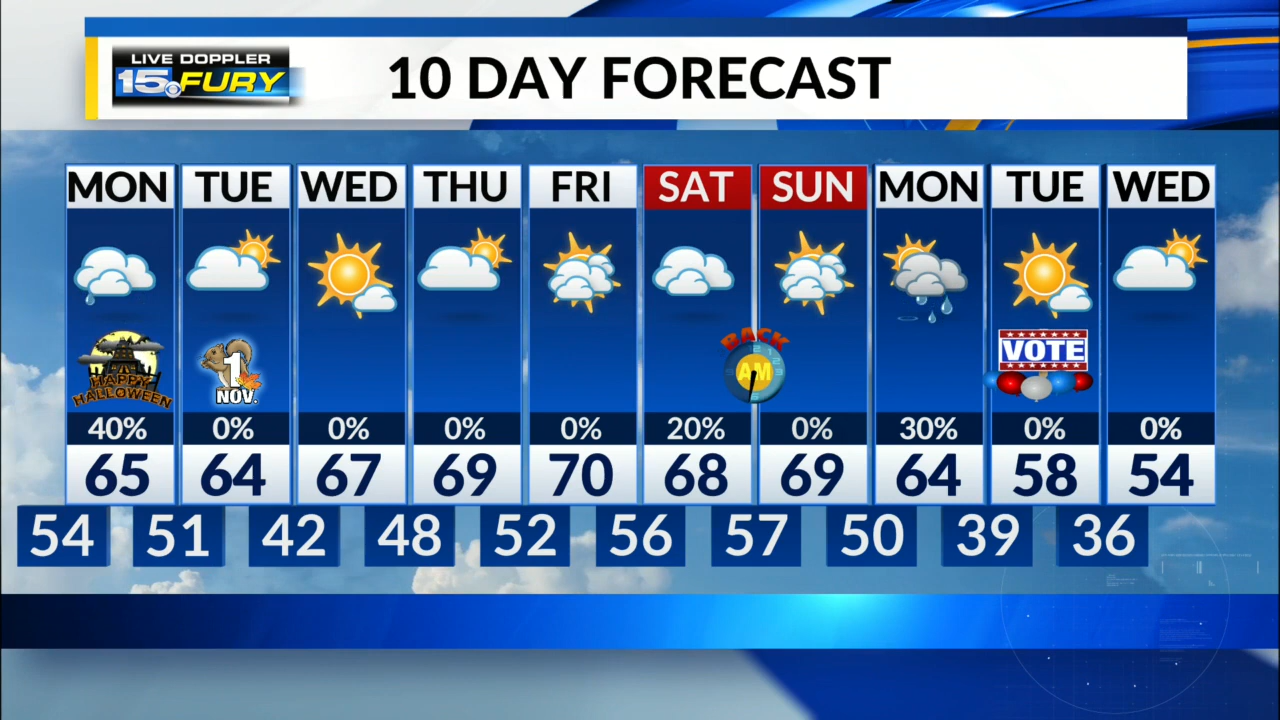 LIVE DOPPLER
15 FURY
10 DAY FORECAST
MON TUE WED THU FRI SAT SUN MON TUE WED
HAPPY
HALLOWEEN
1
NOV.
BACK
AM
VOTE
40% 0% 0% 0% 0% 20% 0% 30% 0% 0%
65 64 67 69 70 68 69 64 58 54
54 51 42 48 52 56 57 50 39 36